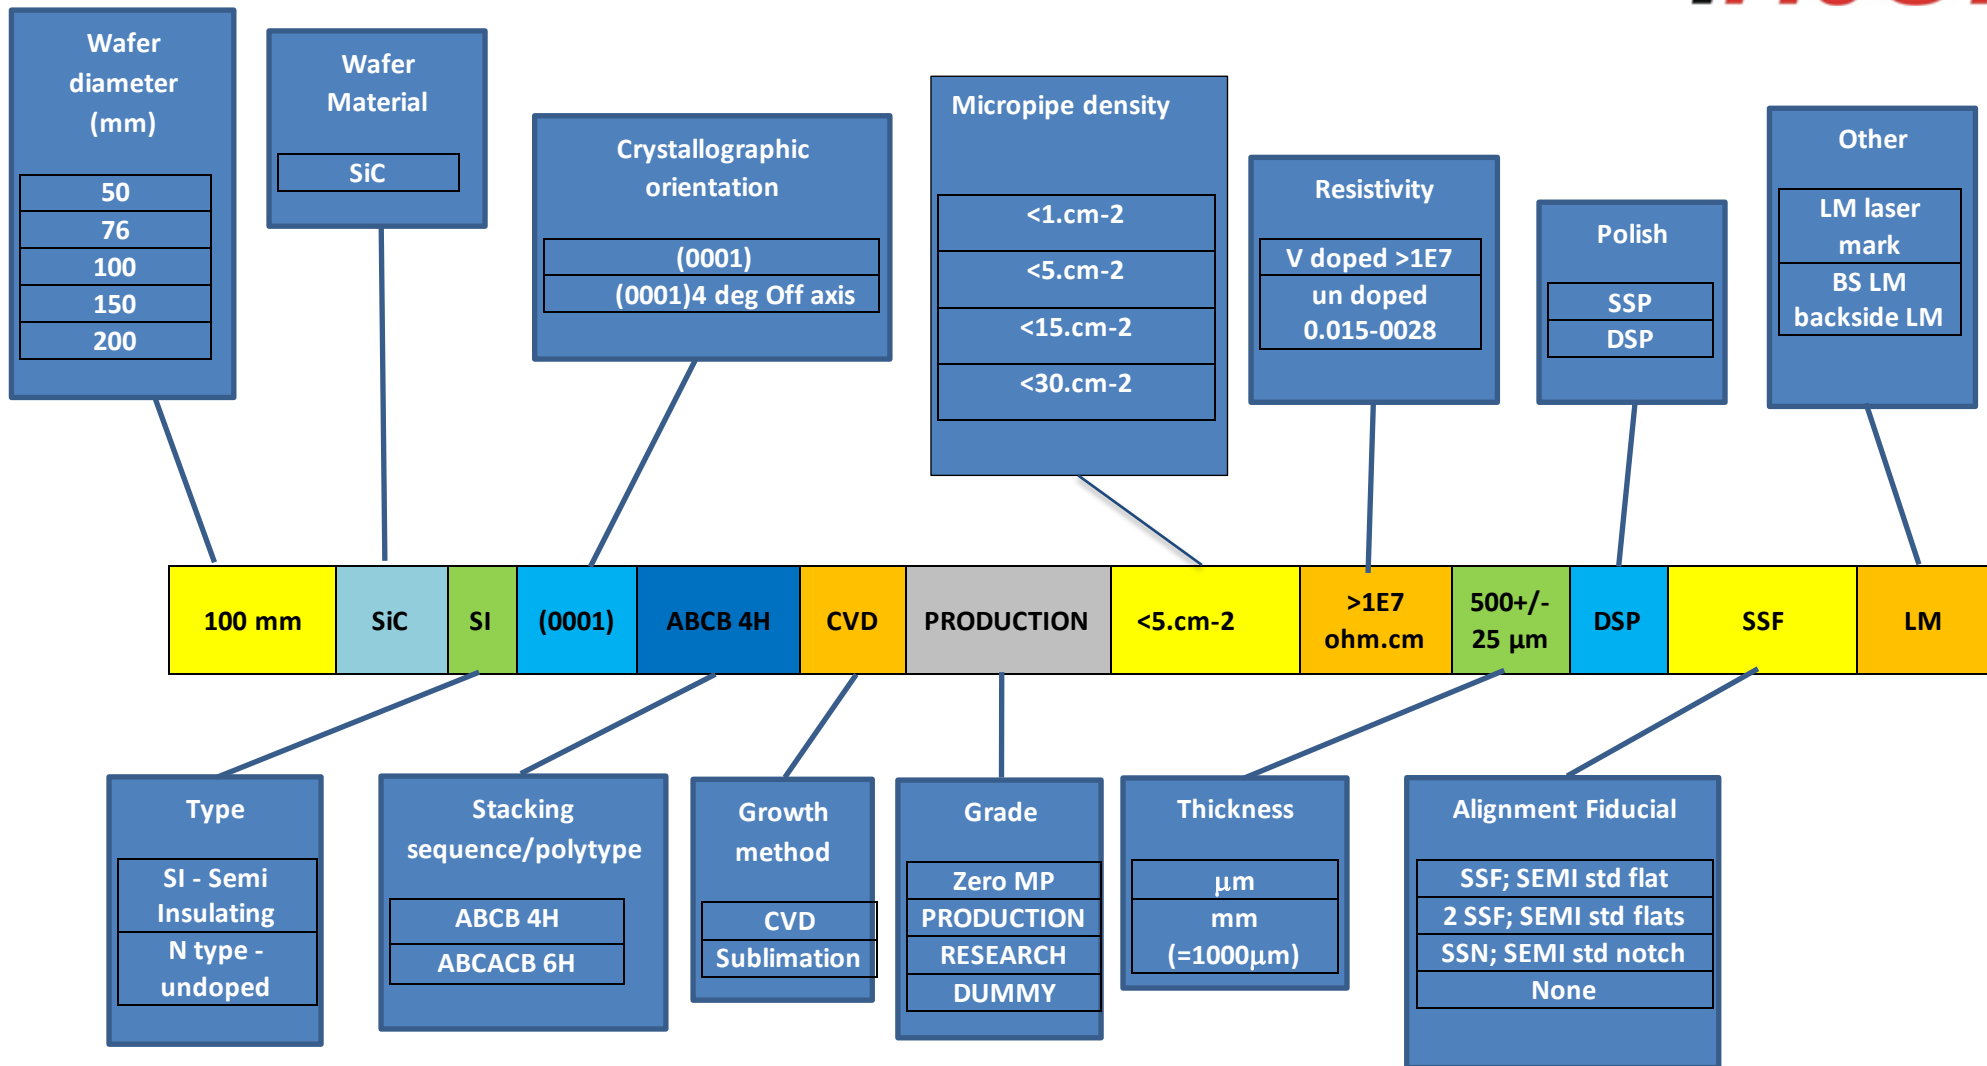 Wafer
diameter
(mm)
50
76
100
150
200
Wafer
Material
SiC
Crystallographic
orientation
(0001)
(0001)4 deg Off axis
Micropipe density
<1.cm-2
<5.cm-2
<15.cm-2
<30.cm-2
Resistivity
V doped >1E7
un doped
0.015-0028
Polish
SSP
DSP
Other
LM laser
mark
BS LM
backside LM
100 mm
SiC
SI
(0001)
ABCB 4H
CVD
PRODUCTION
<5.cm-2
>1E7
ohm.cm
500+/-
25 µm
DSP
SSF
LM
Type
SI - Semi
Insulating
N type -
undoped
Stacking
sequence/polytype
ABCB 4H
ABCACB 6H
Growth
method
CVD
Sublimation
Grade
Zero MP
PRODUCTION
RESEARCH
DUMMY
Thickness
µm
mm
(=1000µm)
Alignment Fiducial
SSF; SEMI std flat
2 SSF; SEMI std flats
SSN; SEMI std notch
None